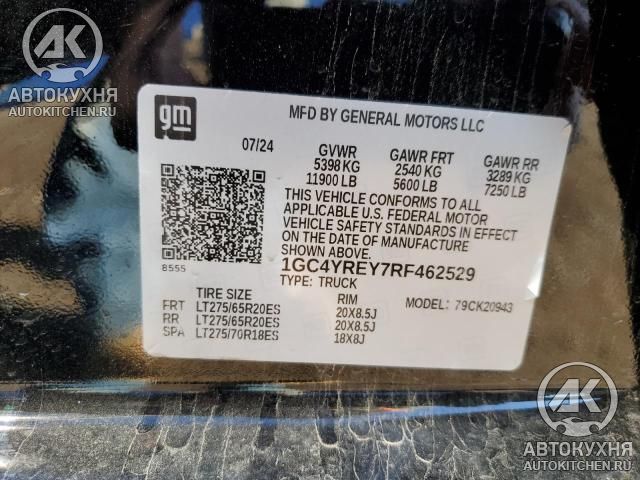 AK
АВТОКУХНЯ
AUTOKITCHEN.RU
gm
MFD BY GENERAL MOTORS LLC
07/24 GVWR GAWR FRT GAWR RR
5398 KG 2540 KG 3289 KG
11900 LB 5600 LB 7250 LB
THIS VEHICLE CONFORMS TO ALL
APPLICABLE U.S. FEDERAL MOTOR
VEHICLE SAFETY STANDARDS IN EFFECT
ON THE DATE OF MANUFACTURE
SHOWN ABOVE.
8555
1GC4YREY7RF462529
TYPE: TRUCK
TIRE SIZE RIM MODEL: 79CK20943
FRT LT275/65R20ES 20X8.5J
RR LT275/65R20ES 20X8.5J
SPA LT275/70R18ES 18X8J
AK
АВТОКУХНЯ
AUTOKITCHEN.RU